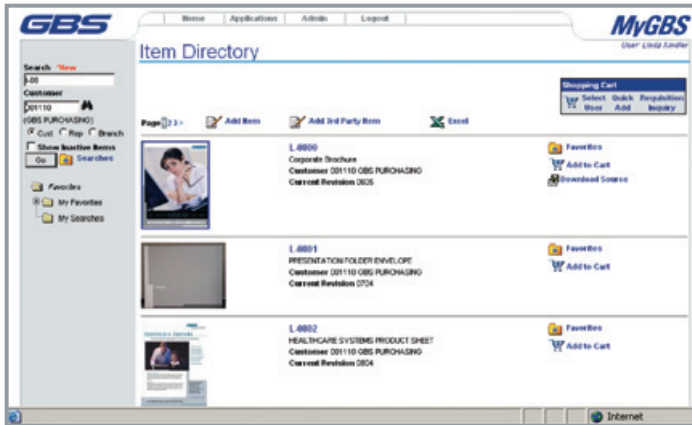 GBS
Home Applications Admin Logout
MyGBS
User Linda Kandler
Item Directory
Search *New
L-00
Customer
001110
(GBS PURCHASING)
Cust Rep Branch
Show Inactive Items
Go Searches
Favorites
My Favorites
My Searches
Shopping Cart
Select User Quick Add Requisition Inquiry
Page 1 2 3 > Add Item Add 3rd Party Item Excel
L-0000
Corporate Brochure
Customer 001110 GBS PURCHASING
Current Revision 0605
Favorites
Add to Cart
Download Source
L-0001
PRESENTATION FOLDER ENVELOPE
Customer 001110 GBS PURCHASING
Current Revision 0704
Favorites
Add to Cart
L-0002
HEALTHCARE SYSTEMS PRODUCT SHEET
Customer 001110 GBS PURCHASING
Current Revision 0804
Favorites
Add to Cart
Internet